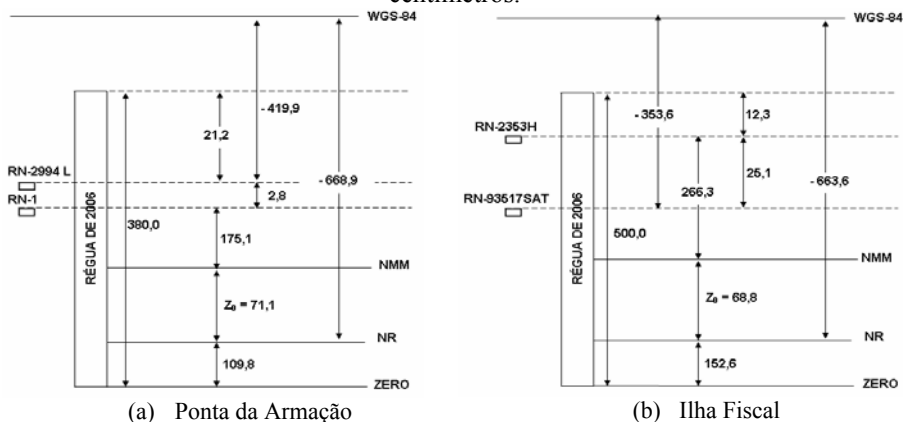 centímetros.
WGS-84
- 419,9
21,2
RN-2994 L
- 668,9
RN-1
2,8
RÉGUA DE 2006
380,0
175,1
NMM
Z₀ = 71,1
NR
109,8
ZERO
(a) Ponta da Armação
WGS-84
- 353,6
12,3
RN-2353H
25,1
- 663,6
266,3
RN-93517SAT
RÉGUA DE 2006
500,0
NMM
Z₀ = 68,8
NR
152,6
ZERO
(b) Ilha Fiscal